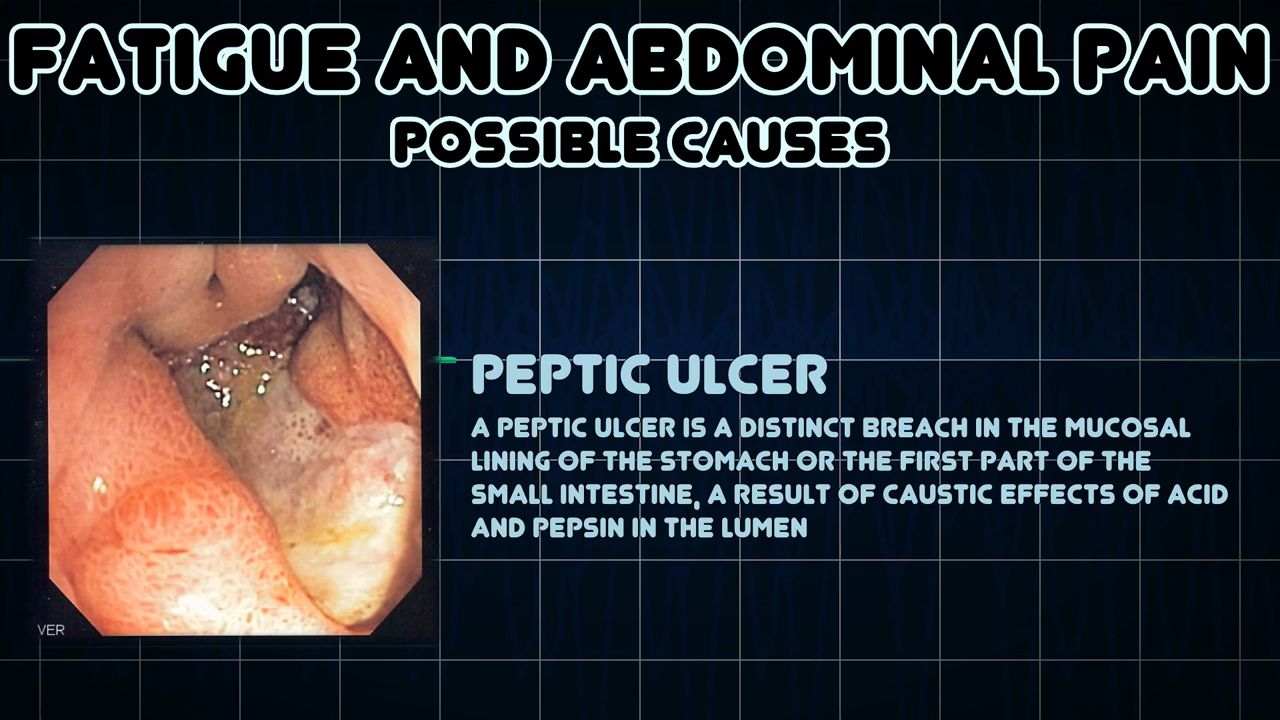 FATIGUE AND ABDOMINAL PAIN
POSSIBLE CAUSES
PEPTIC ULCER
A PEPTIC ULCER IS A DISTINCT BREACH IN THE MUCOSAL
LINING OF THE STOMACH OR THE FIRST PART OF THE
SMALL INTESTINE, A RESULT OF CAUSTIC EFFECTS OF ACID
AND PEPSIN IN THE LUMEN
VER